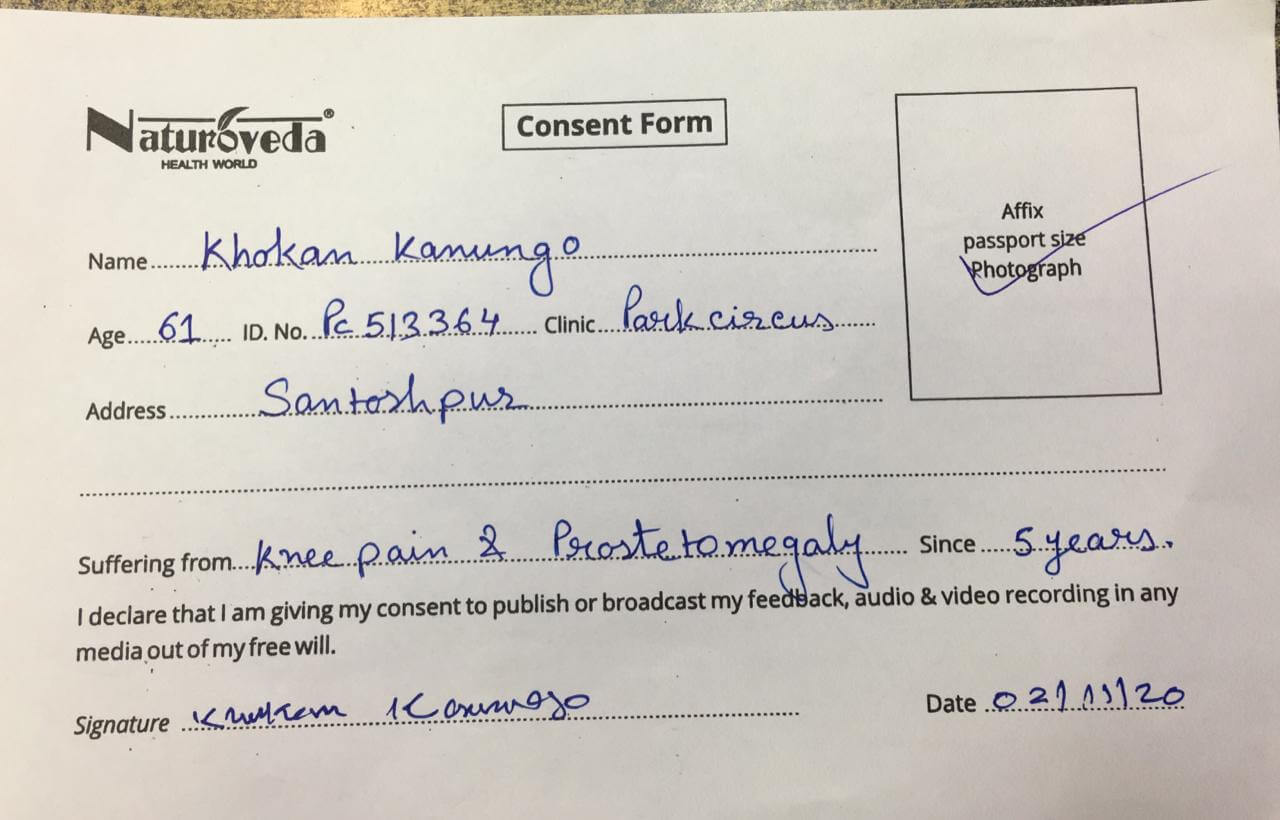 Naturoveda®
HEALTH WORLD
Consent Form
Affix
passport size
Photograph
Name Khokan Kanungo
Age 61 ID. No. Pc 513364 Clinic Park circus
Address Santoshpur
Suffering from Knee pain & Prostetomegaly Since 5 years.
I declare that I am giving my consent to publish or broadcast my feedback, audio & video recording in any
media out of my free will.
Signature Khokan Kanungo Date 02/11/20